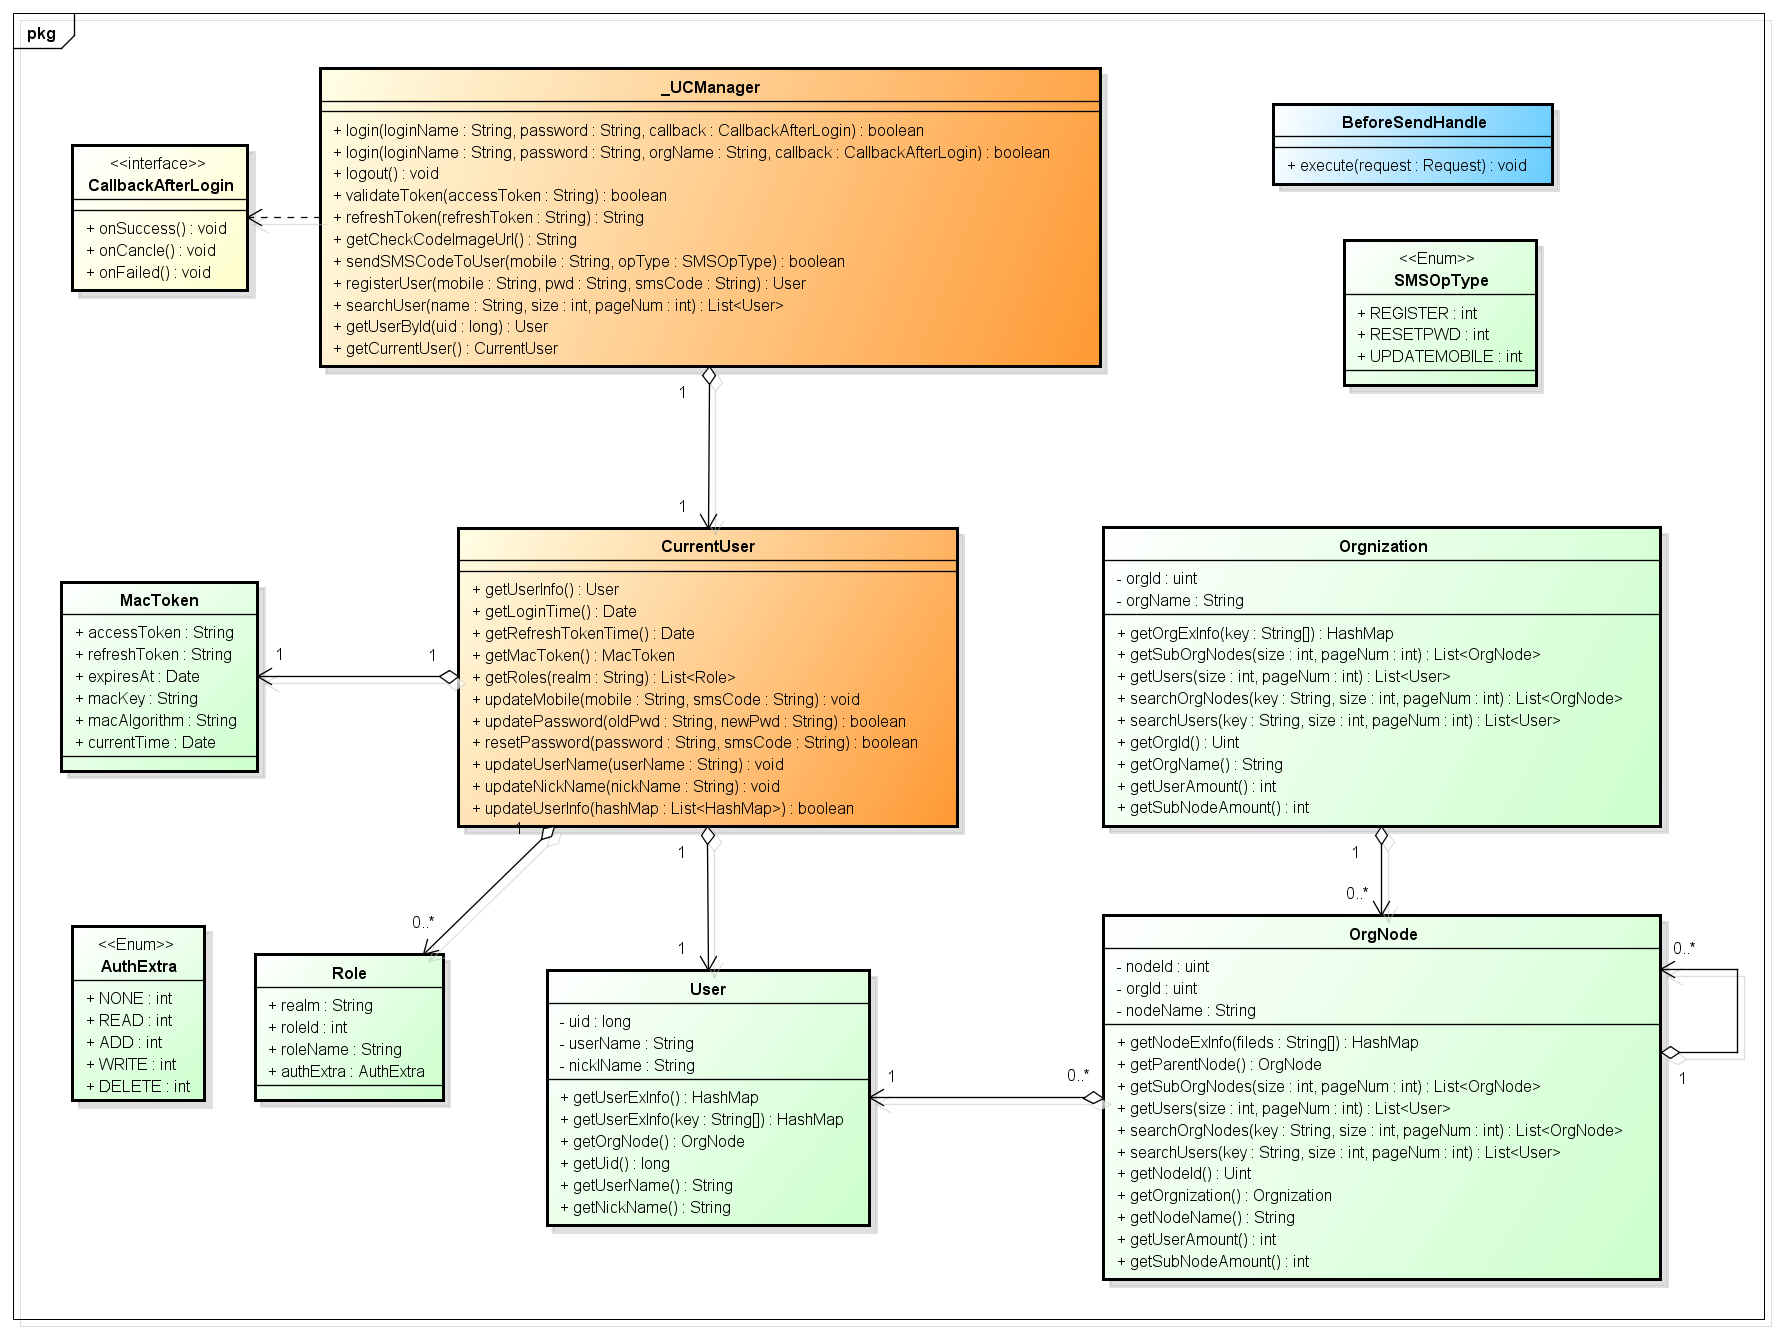 pkg
_UCManager
+ login(loginName : String, password : String, callback : CallbackAfterLogin) : boolean
+ login(loginName : String, password : String, orgName : String, callback : CallbackAfterLogin) : boolean
+ logout() : void
+ validateToken(accessToken : String) : boolean
+ refreshToken(refreshToken : String) : String
+ getCheckCodeImageUrl() : String
+ sendSMSCodeToUser(mobile : String, opType : SMSOpType) : boolean
+ registerUser(mobile : String, pwd : String, smsCode : String) : User
+ searchUser(name : String, size : int, pageNum : int) : List<User>
+ getUserById(uid : long) : User
+ getCurrentUser() : CurrentUser
<<interface>>
CallbackAfterLogin
+ onSuccess() : void
+ onCancle() : void
+ onFailed() : void
BeforeSendHandle
+ execute(request : Request) : void
<<Enum>>
SMSOpType
+ REGISTER : int
+ RESETPWD : int
+ UPDATEMOBILE : int
1
1
CurrentUser
+ getUserInfo() : User
+ getLoginTime() : Date
+ getRefreshTokenTime() : Date
+ getMacToken() : MacToken
+ getRoles(realm : String) : List<Role>
+ updateMobile(mobile : String, smsCode : String) : void
+ updatePassword(oldPwd : String, newPwd : String) : boolean
+ resetPassword(password : String, smsCode : String) : boolean
+ updateUserName(userName : String) : void
+ updateNickName(nickName : String) : void
+ updateUserInfo(hashMap : List<HashMap>) : boolean
MacToken
+ accessToken : String
+ refreshToken : String
+ expiresAt : Date
+ macKey : String
+ macAlgorithm : String
+ currentTime : Date
1
1
Orgnization
- orgId : uint
- orgName : String
+ getOrgExInfo(key : String[]) : HashMap
+ getSubOrgNodes(size : int, pageNum : int) : List<OrgNode>
+ getUsers(size : int, pageNum : int) : List<User>
+ searchOrgNodes(key : String, size : int, pageNum : int) : List<OrgNode>
+ searchUsers(key : String, size : int, pageNum : int) : List<User>
+ getOrgId() : Uint
+ getOrgName() : String
+ getUserAmount() : int
+ getSubNodeAmount() : int
1
0..*
1
1
1
0..*
<<Enum>>
AuthExtra
+ NONE : int
+ READ : int
+ ADD : int
+ WRITE : int
+ DELETE : int
Role
+ realm : String
+ roleId : int
+ roleName : String
+ authExtra : AuthExtra
User
- uid : long
- userName : String
- nicklName : String
+ getUserExInfo() : HashMap
+ getUserExInfo(key : String[]) : HashMap
+ getOrgNode() : OrgNode
+ getUid() : long
+ getUserName() : String
+ getNickName() : String
1
0..*
OrgNode
- nodeId : uint
- orgId : uint
- nodeName : String
+ getNodeExInfo(fileds : String[]) : HashMap
+ getParentNode() : OrgNode
+ getSubOrgNodes(size : int, pageNum : int) : List<OrgNode>
+ getUsers(size : int, pageNum : int) : List<User>
+ searchOrgNodes(key : String, size : int, pageNum : int) : List<OrgNode>
+ searchUsers(key : String, size : int, pageNum : int) : List<User>
+ getNodeId() : Uint
+ getOrgnization() : Orgnization
+ getNodeName() : String
+ getUserAmount() : int
+ getSubNodeAmount() : int
0..*
1